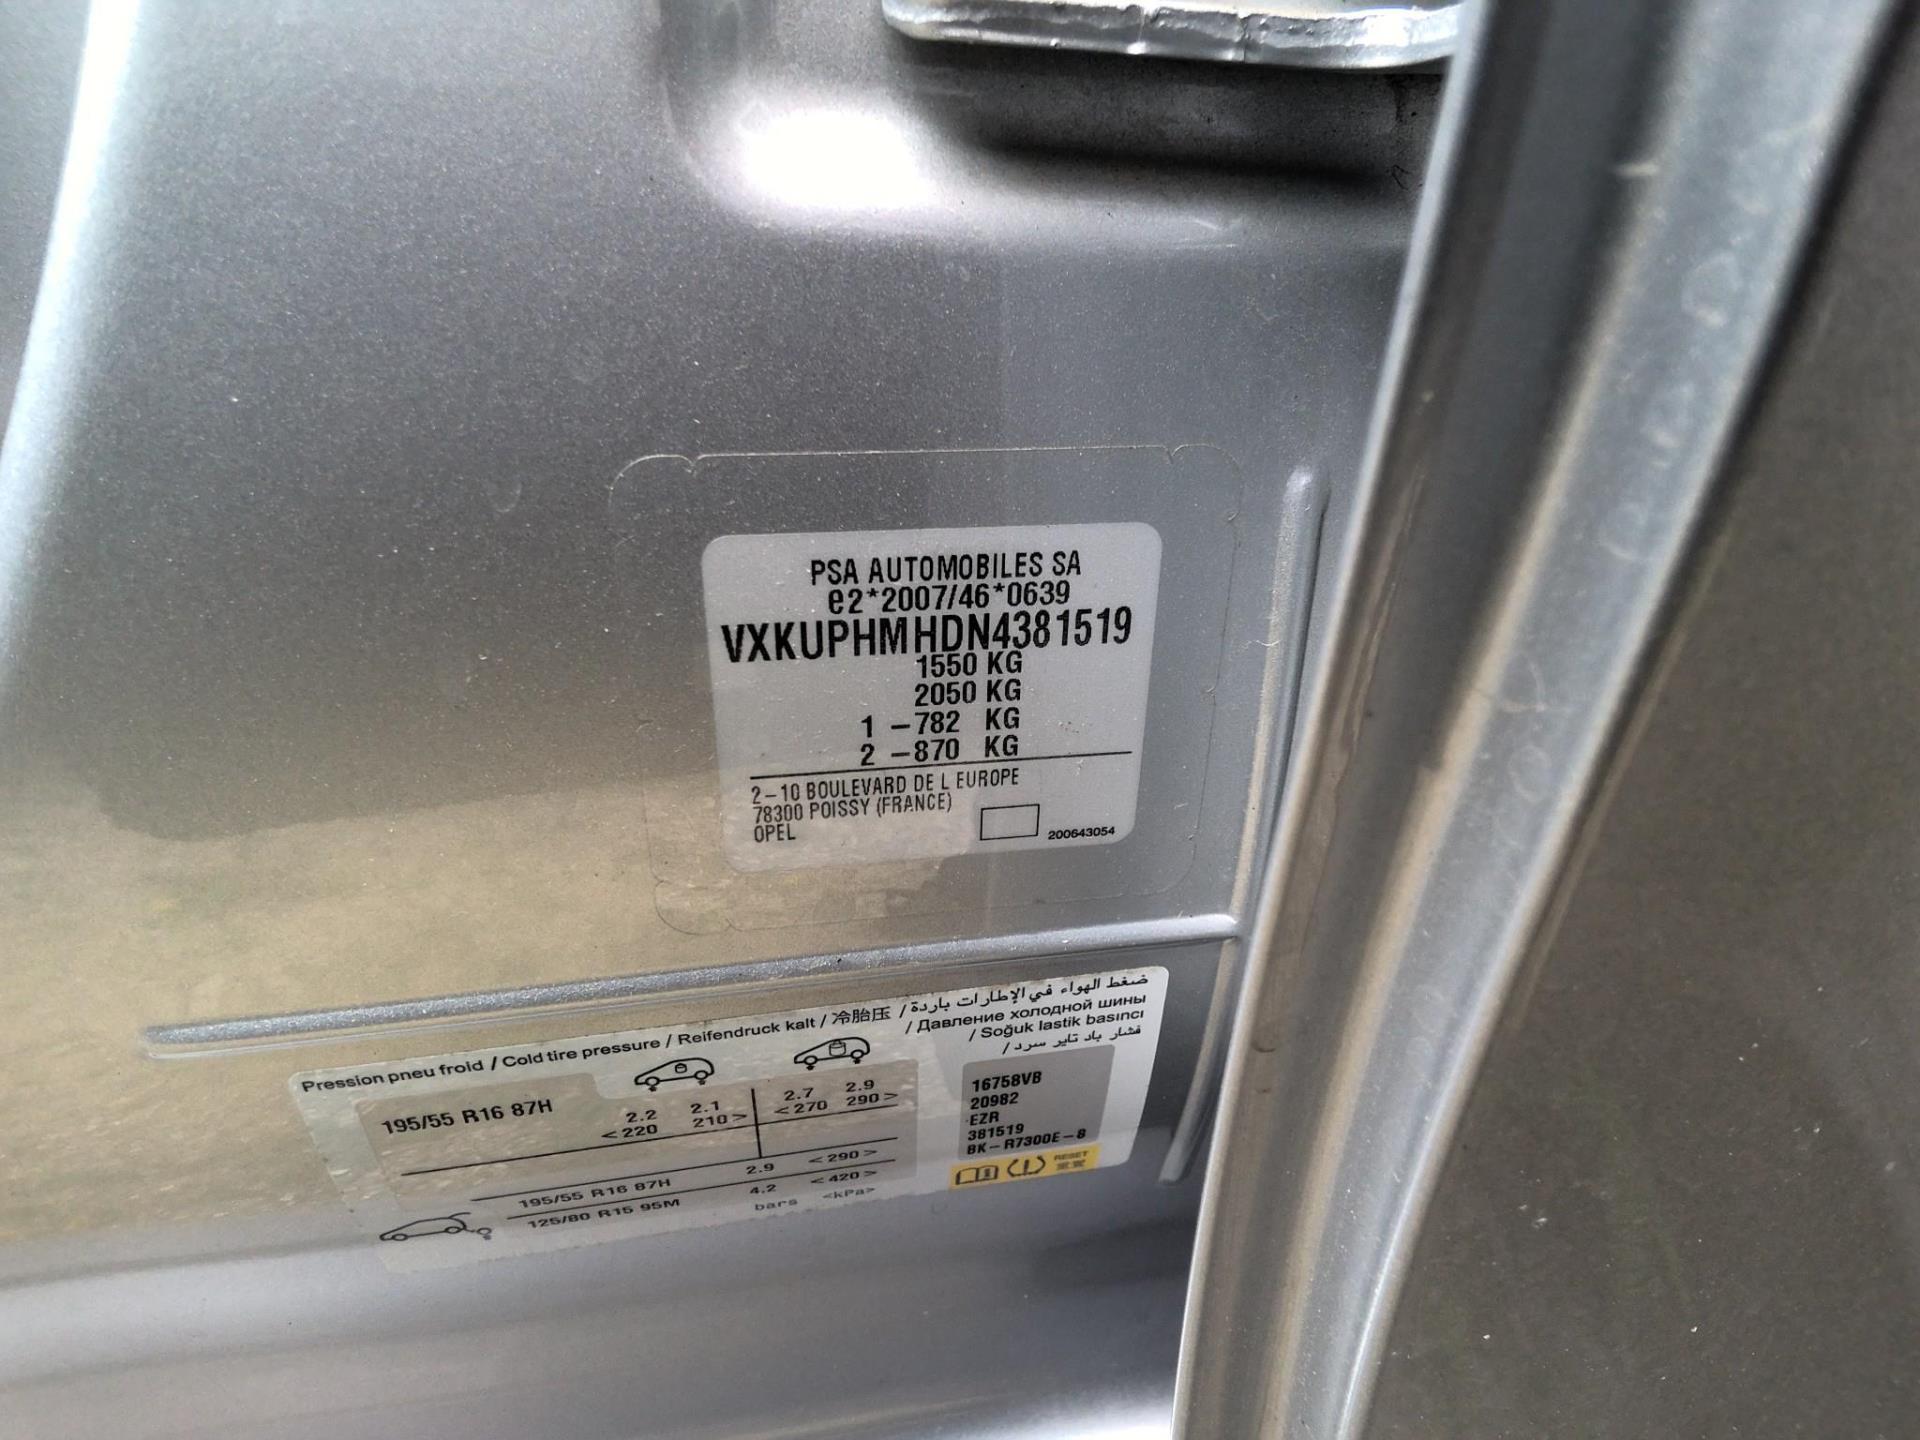 PSA AUTOMOBILES SA
e2*2007/46*0639
VXKUPHMHDN4381519
1550 KG
2050 KG
1 -782 KG
2 -870 KG
2-10 BOULEVARD DE L EUROPE
78300 POISSY (FRANCE)
OPEL
200643054
Pression pneu froid / Cold tire pressure / Reifendruck kalt / 冷胎压 / ضغط الهواء في الإطارات باردة
/ Давление холодной шины
/ Soğuk lastik basıncı
/ فشار باد تایر سرد
195/55 R16 87H
2.2 2.1 2.7 2.9
<220 210> <270 290>
195/55 R16 87H 2.9 <290>
125/80 R15 95M 4.2 <420>
bars <kPa>
16758VB
20982
EZR
381519
BK-R7300E-8
RESET